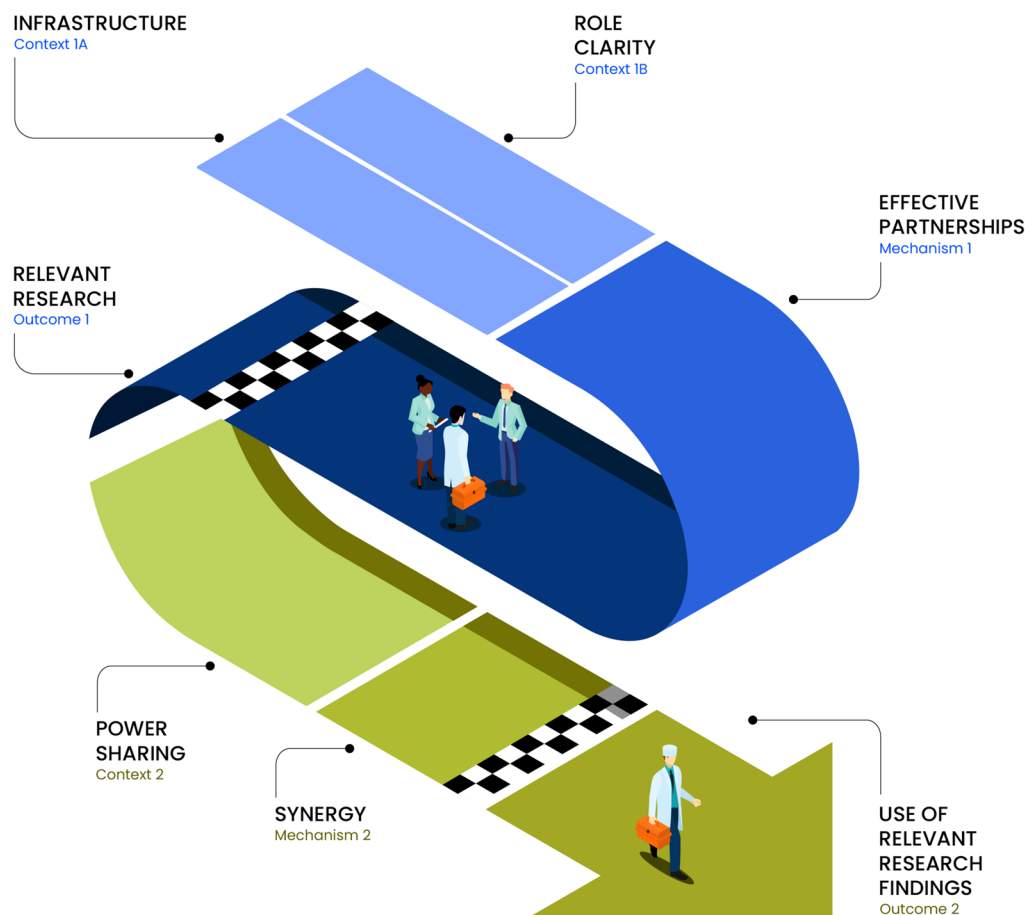 INFRASTRUCTURE
Context 1A
ROLE
CLARITY
Context 1B
EFFECTIVE
PARTNERSHIPS
Mechanism 1
RELEVANT
RESEARCH
Outcome 1
POWER
SHARING
Context 2
SYNERGY
Mechanism 2
USE OF
RELEVANT
RESEARCH
FINDINGS
Outcome 2